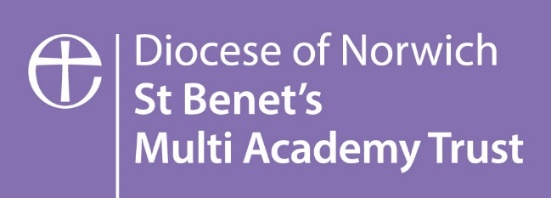 Diocese of Norwich
St Benet's
Multi Academy Trust